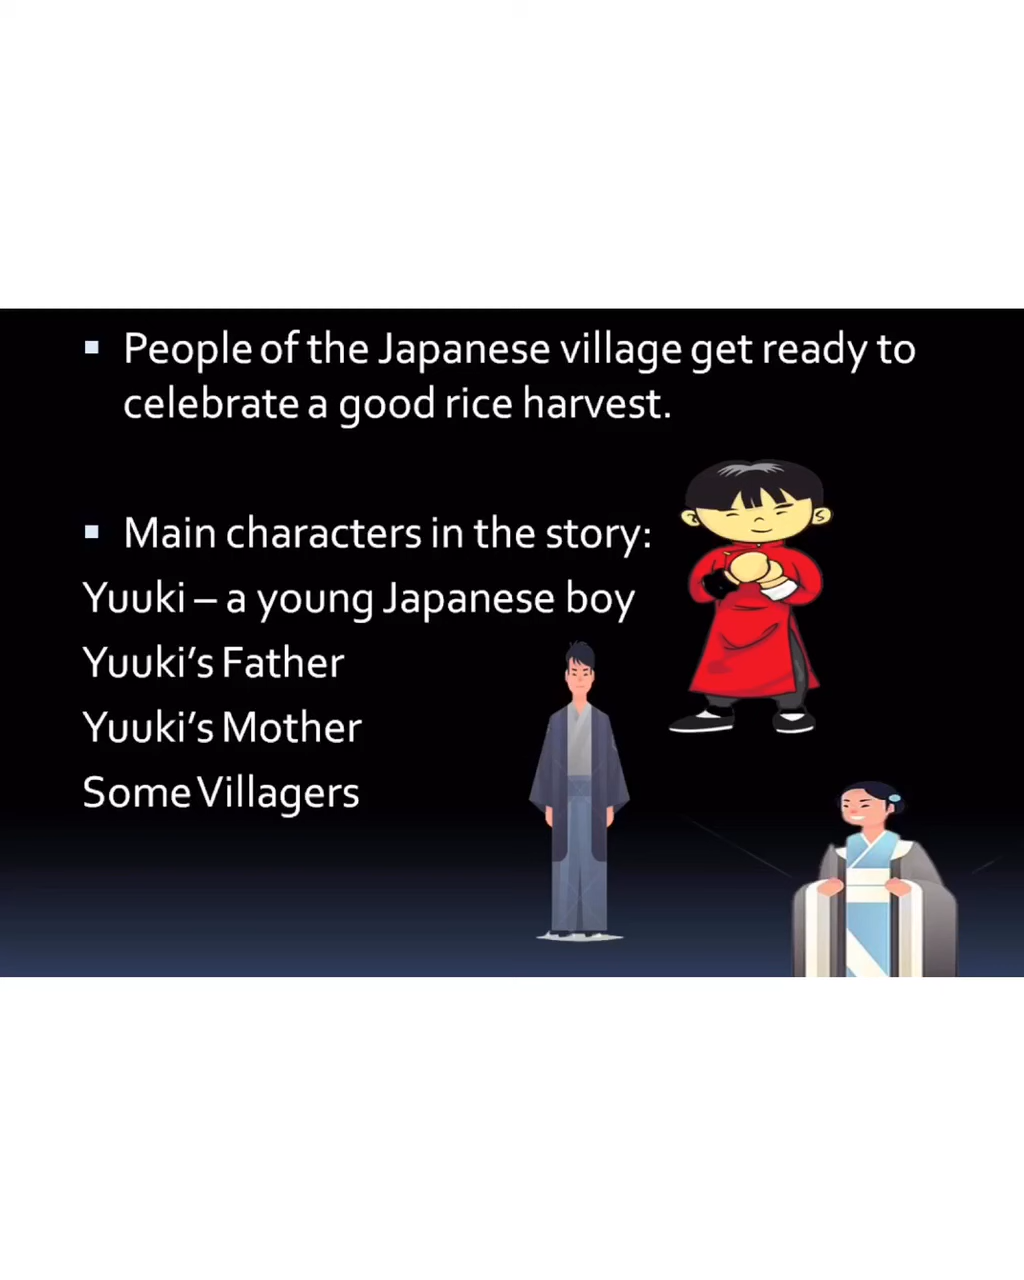 ▪ People of the Japanese village get ready to
celebrate a good rice harvest.
▪ Main characters in the story:
Yuuki – a young Japanese boy
Yuuki’s Father
Yuuki’s Mother
Some Villagers